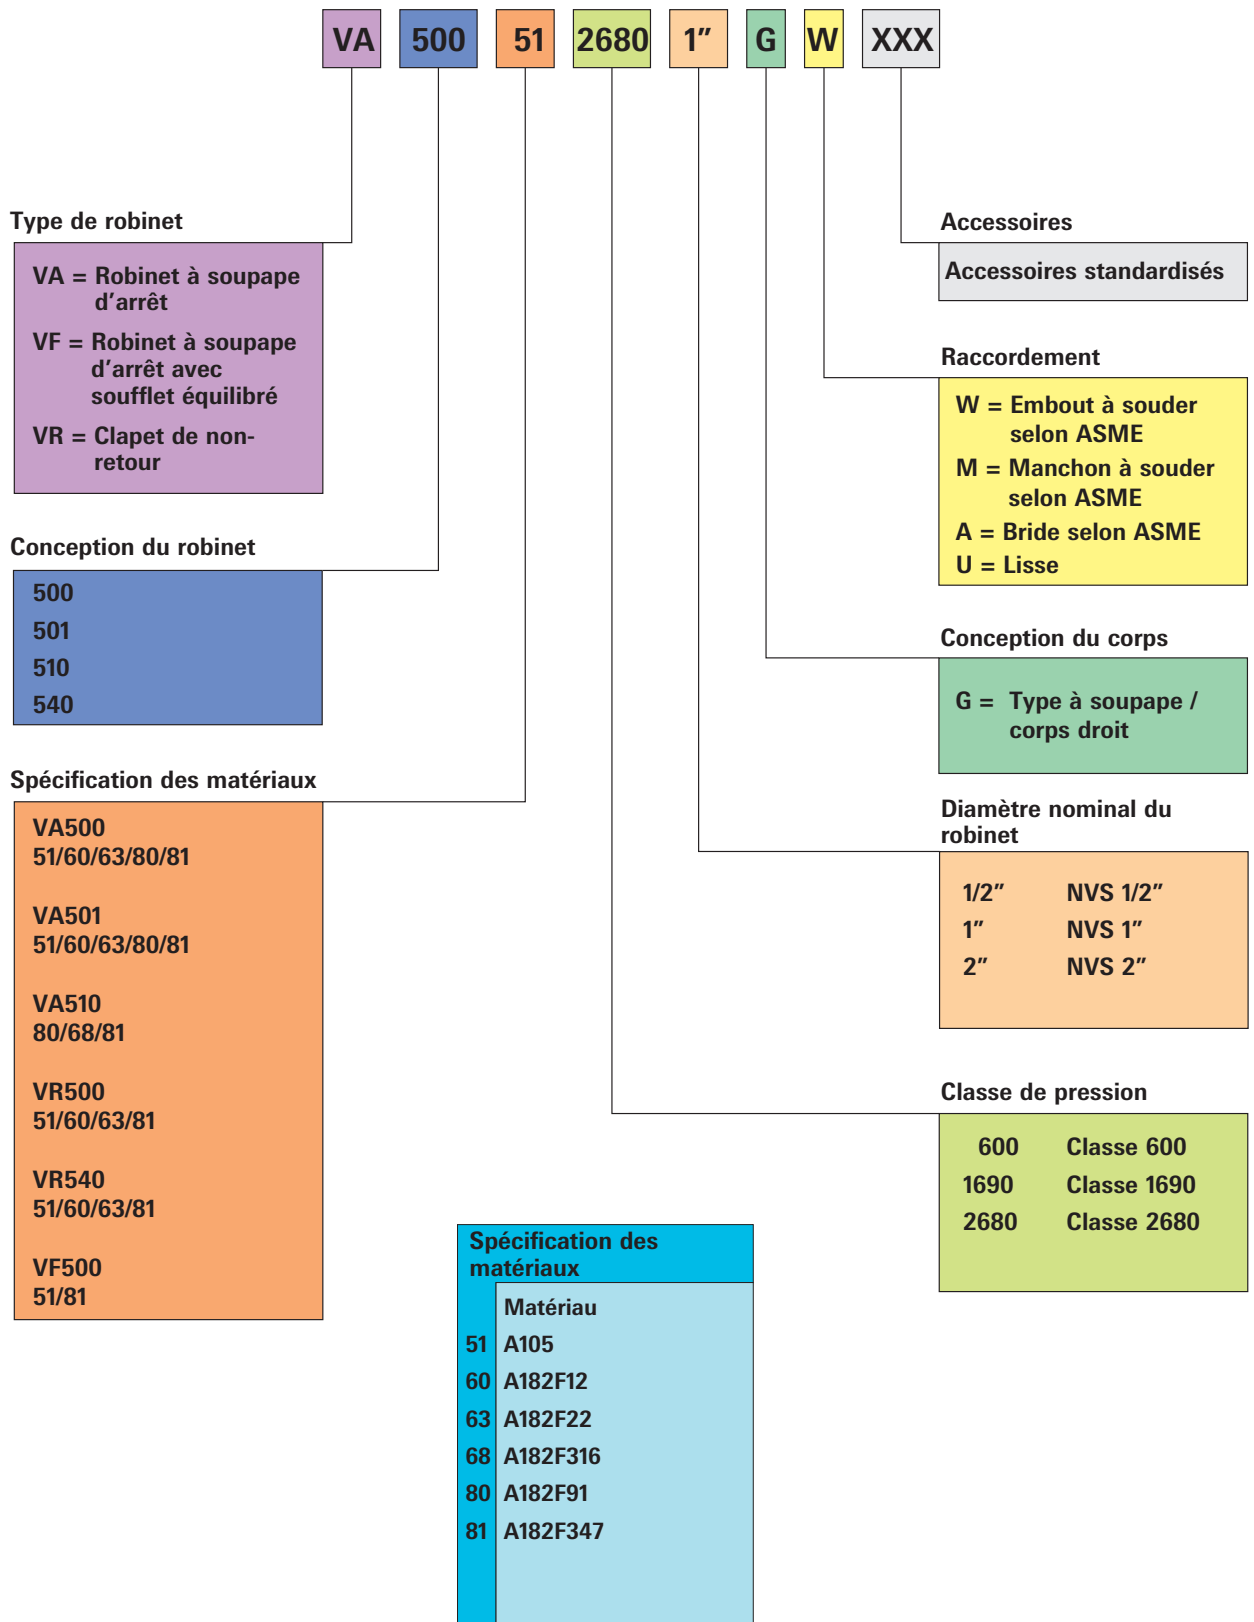 VA 500 51 2680 1" G W XXX
Type de robinet
VA = Robinet à soupape
d'arrêt
VF = Robinet à soupape
d'arrêt avec
soufflet équilibré
VR = Clapet de non-
retour
Conception du robinet
500
501
510
540
Spécification des matériaux
VA500
51/60/63/80/81
VA501
51/60/63/80/81
VA510
80/68/81
VR500
51/60/63/81
VR540
51/60/63/81
VF500
51/81
Accessoires
Accessoires standardisés
Raccordement
W = Embout à souder
selon ASME
M = Manchon à souder
selon ASME
A = Bride selon ASME
U = Lisse
Conception du corps
G = Type à soupape /
corps droit
Diamètre nominal du
robinet
1/2" NVS 1/2"
1" NVS 1"
2" NVS 2"
Classe de pression
600 Classe 600
1690 Classe 1690
2680 Classe 2680
Spécification des
matériaux
Matériau
51 A105
60 A182F12
63 A182F22
68 A182F316
80 A182F91
81 A182F347